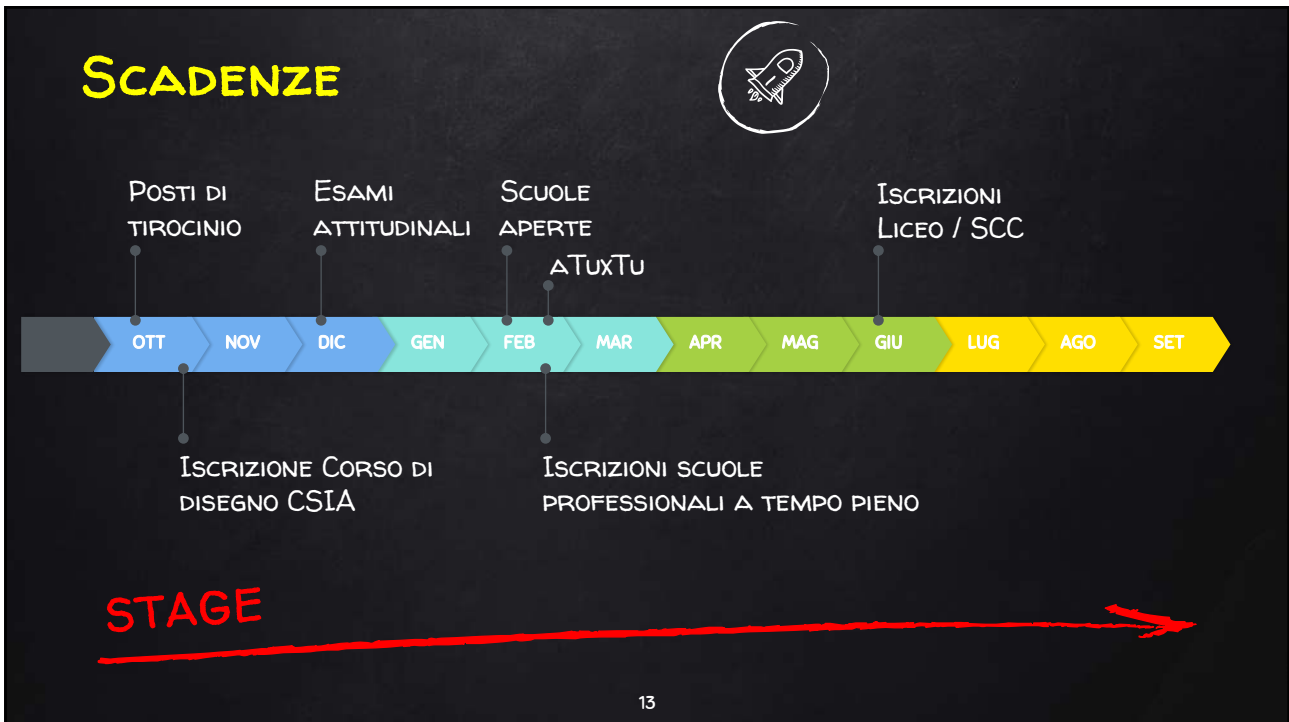 Scadenze
Posti di
tirocinio
Esami
attitudinali
Scuole
aperte
aTuxTu
Iscrizioni
Liceo / SCC
OTT NOV DIC GEN FEB MAR APR MAG GIU LUG AGO SET
Iscrizione Corso di
disegno CSIA
Iscrizioni scuole
professionali a tempo pieno
STAGE
13